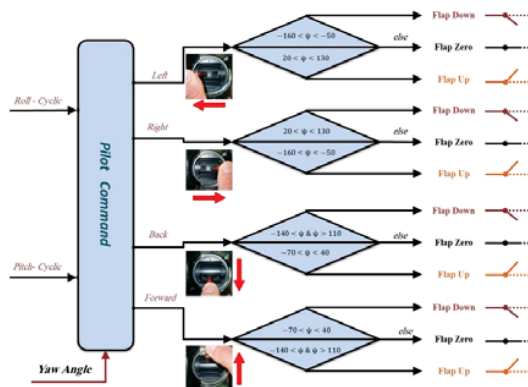 −160 < ψ < −50
20 < ψ < 130
Flap Down
else
Flap Zero
Flap Up
Left
Roll - Cyclic
Right
20 < ψ < 130
−160 < ψ < −50
Flap Down
else
Flap Zero
Flap Up
Pilot Command
Back
−140 < ψ & ψ > 110
−70 < ψ < 40
Flap Down
else
Flap Zero
Flap Up
Pitch- Cyclic
Forward
−70 < ψ < 40
−140 < ψ & ψ > 110
Flap Down
else
Flap Zero
Flap Up
Yaw Angle